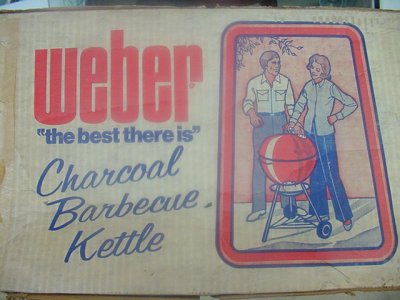 weber
"the best there is"
Charcoal
Barbecue.
Kettle